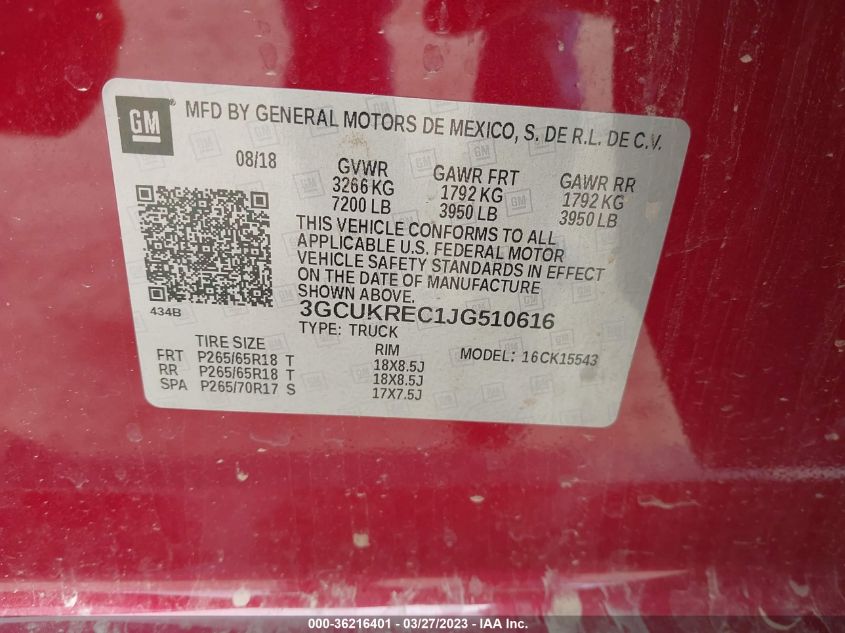 GM ® MFD BY GENERAL MOTORS DE MEXICO, S. DE R.L. DE C.V.
08/18
GVWR GAWR FRT GAWR RR
3266 KG 1792 KG 1792 KG
7200 LB 3950 LB 3950 LB
THIS VEHICLE CONFORMS TO ALL
APPLICABLE U.S. FEDERAL MOTOR
VEHICLE SAFETY STANDARDS IN EFFECT
ON THE DATE OF MANUFACTURE
SHOWN ABOVE.
434B
3GCUKREC1JG510616
TYPE: TRUCK
TIRE SIZE RIM MODEL: 16CK15543
FRT P265/65R18 T 18X8.5J
RR P265/65R18 T 18X8.5J
SPA P265/70R17 S 17X7.5J
000-36216401 - 03/27/2023 - © IAA Inc.